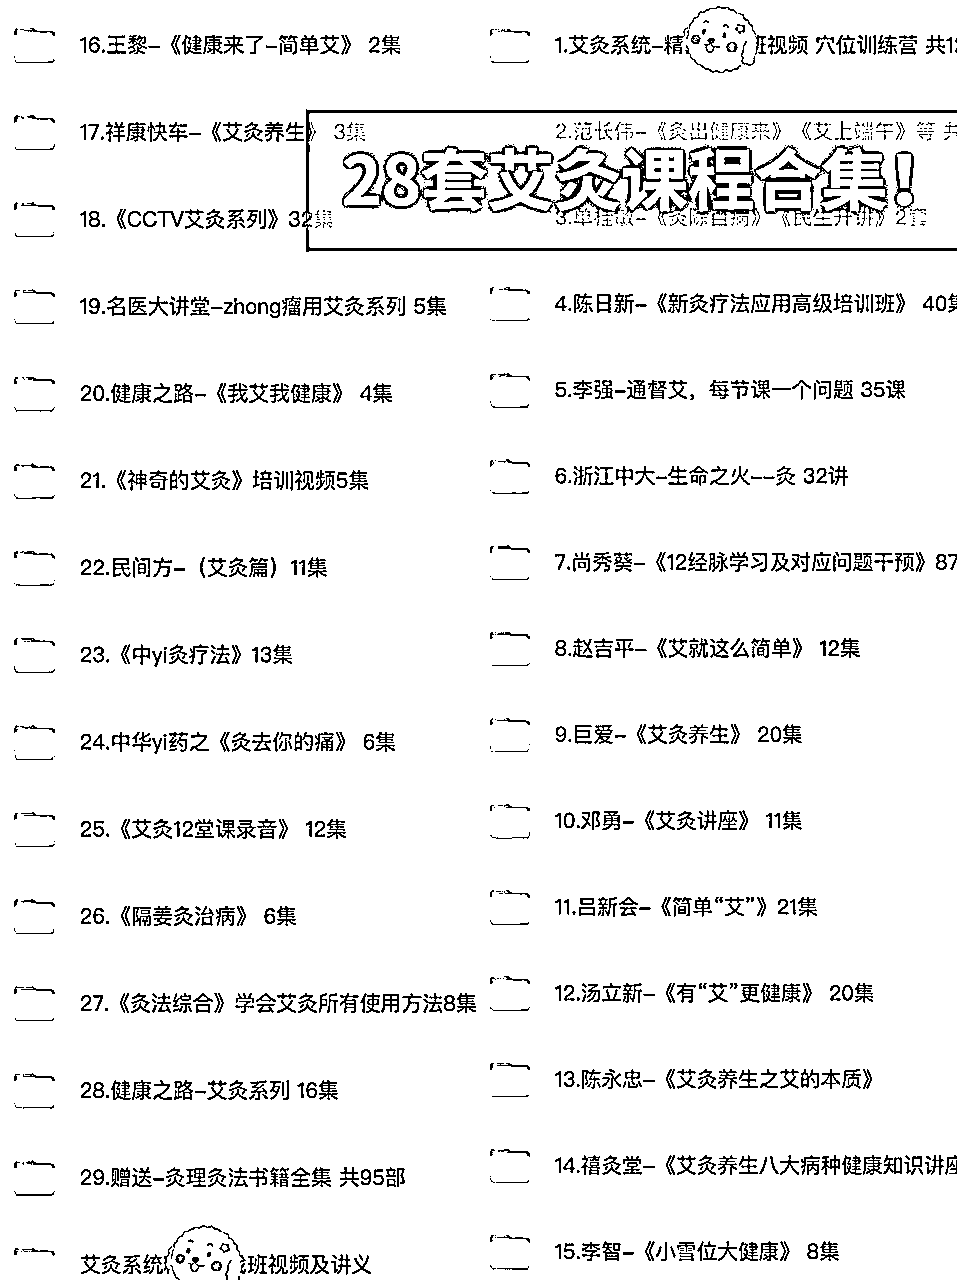 16.王黎-《健康来了-简单艾》 2集
17.祥康快车-《艾灸养生》 3集
18.《CCTV艾灸系列》32集
19.名医大讲堂-zhong瘤用艾灸系列 5集
20.健康之路-《我艾我健康》 4集
21.《神奇的艾灸》培训视频5集
22.民间方-（艾灸篇）11集
23.《中yi灸疗法》13集
24.中华yi药之《灸去你的痛》 6集
25.《艾灸12堂课录音》 12集
26.《隔姜灸治病》 6集
27.《灸法综合》学会艾灸所有使用方法8集
28.健康之路-艾灸系列 16集
29.赠送-灸理灸法书籍全集 共95部
艾灸系统 班视频及讲义
1.艾灸系统-精 班视频 穴位训练营 共1
28套艾灸课程合集！
2.范长伟-《灸出健康来》《艾上端午》等 共
3.单桂敏-《灸除百病》《民生开讲》2套
4.陈日新-《新灸疗法应用高级培训班》 40集
5.李强-通督艾，每节课一个问题 35课
6.浙江中大-生命之火--灸 32讲
7.尚秀葵-《12经脉学习及对应问题干预》87
8.赵吉平-《艾就这么简单》 12集
9.巨爱-《艾灸养生》 20集
10.邓勇-《艾灸讲座》 11集
11.吕新会-《简单“艾”》21集
12.汤立新-《有“艾”更健康》 20集
13.陈永忠-《艾灸养生之艾的本质》
14.禧灸堂-《艾灸养生八大病种健康知识讲座
15.李智-《小雪位大健康》 8集